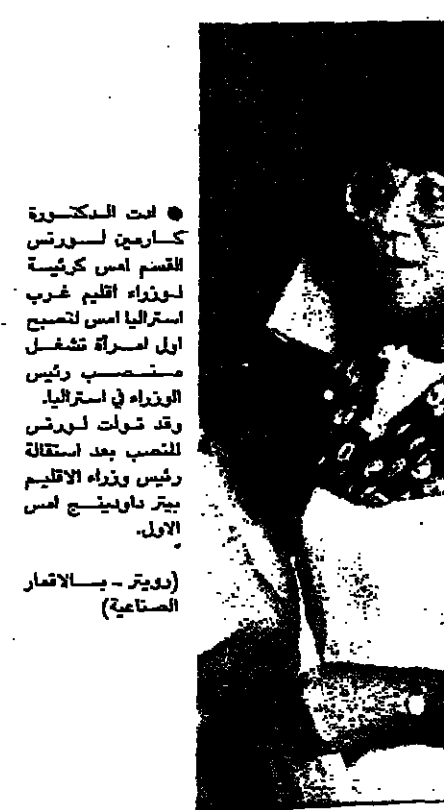 ● ادت الدكتورة
كارمين لورنس
القسم امس كرئيسة
لوزراء اقليم غرب
استراليا امس لتصبح
اول امرأة تشغل
منصب رئيس
الوزراء في استراليا.
وقد تولت لورنس
المنصب بعد استقالة
رئيس وزراء الاقليم
بيتر داودينج امس
الاول.
(رويتر - بالاقمار
الصناعية)